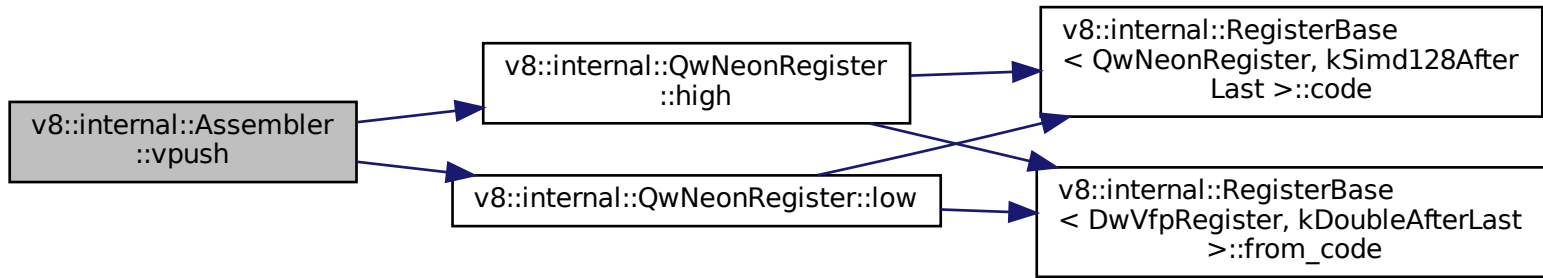 v8::internal::Assembler
::vpush
v8::internal::QwNeonRegister
::high
v8::internal::QwNeonRegister::low
v8::internal::RegisterBase
< QwNeonRegister, kSimd128After
Last >::code
v8::internal::RegisterBase
< DwVfpRegister, kDoubleAfterLast
>::from_code